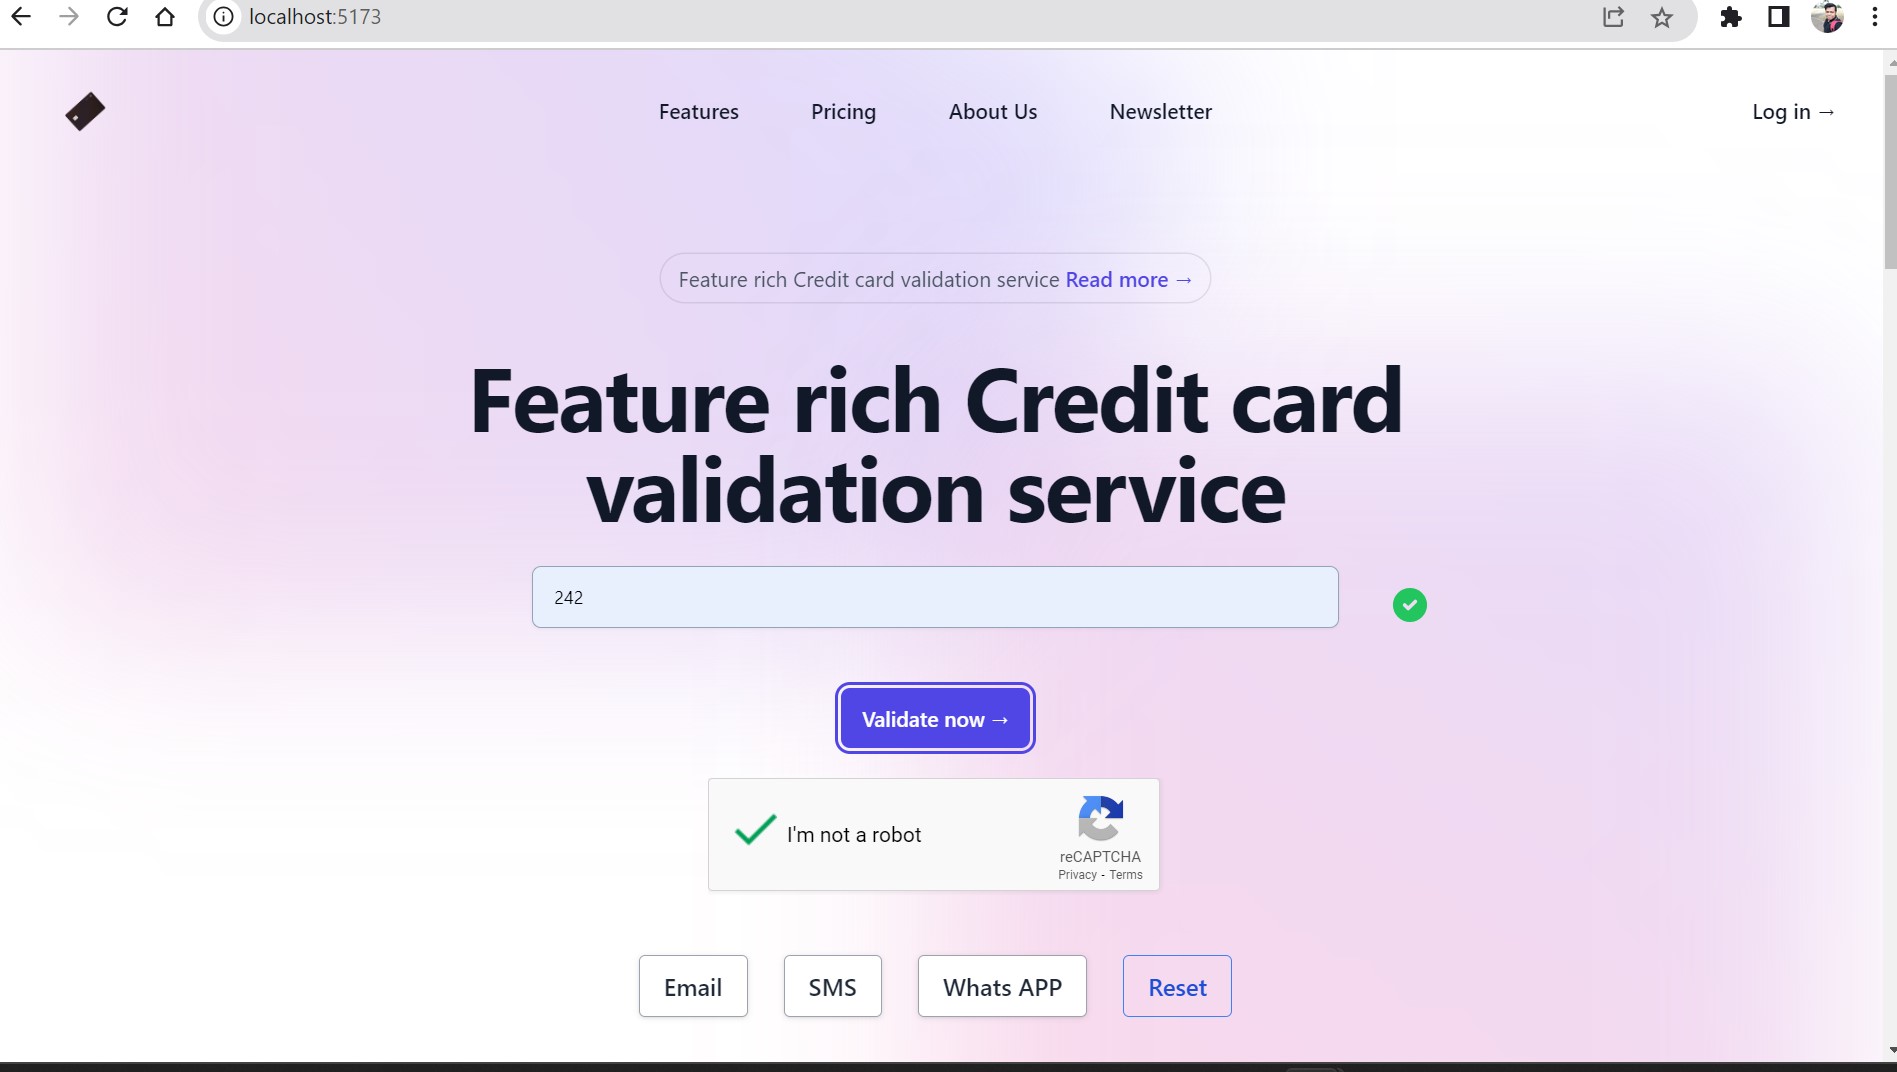 localhost:5173
Features Pricing About Us Newsletter Log in →
Feature rich Credit card validation service Read more →
Feature rich Credit card
validation service
242
Validate now →
I'm not a robot
reCAPTCHA
Privacy - Terms
Email SMS Whats APP Reset